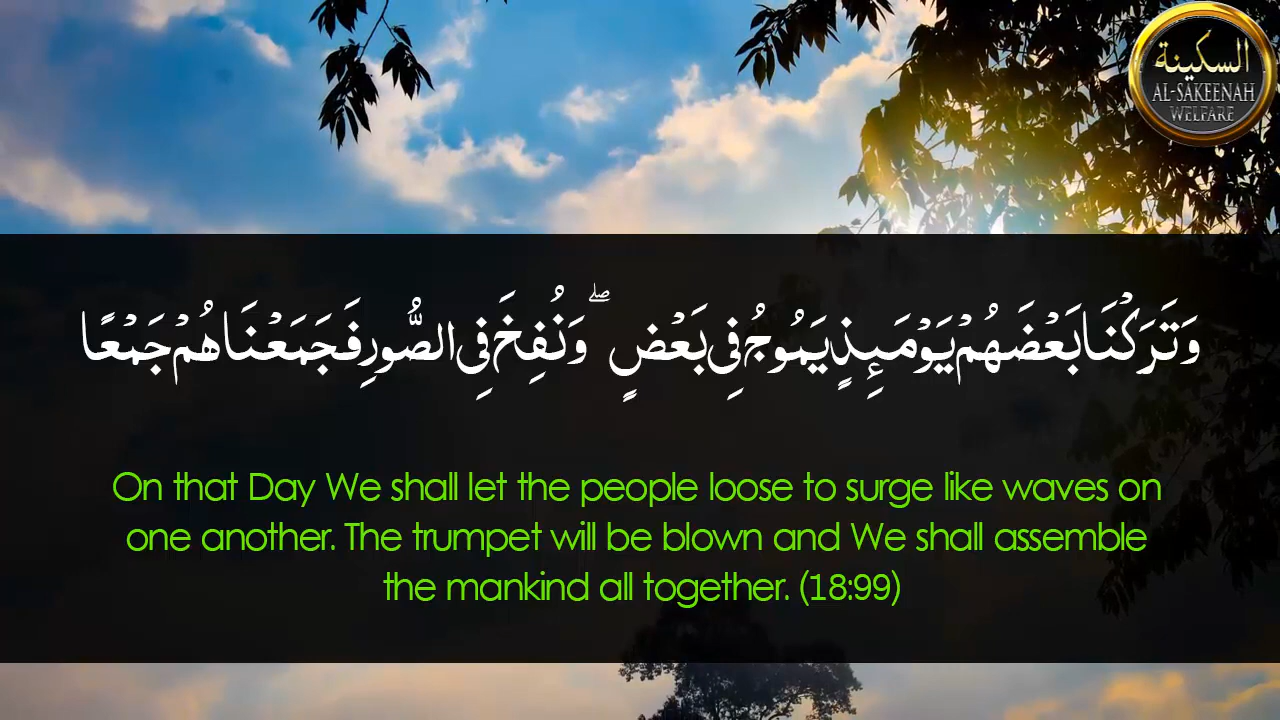 السكينة
AL-SAKEENAH
WELFARE
وَتَرَكْنَا بَعْضَهُمْ يَوْمَئِذٍ يَمُوجُ فِي بَعْضٍ ۖ وَنُفِخَ فِي الصُّورِ فَجَمَعْنَاهُمْ جَمْعًا
On that Day We shall let the people loose to surge like waves on
one another. The trumpet will be blown and We shall assemble
the mankind all together. (18:99)